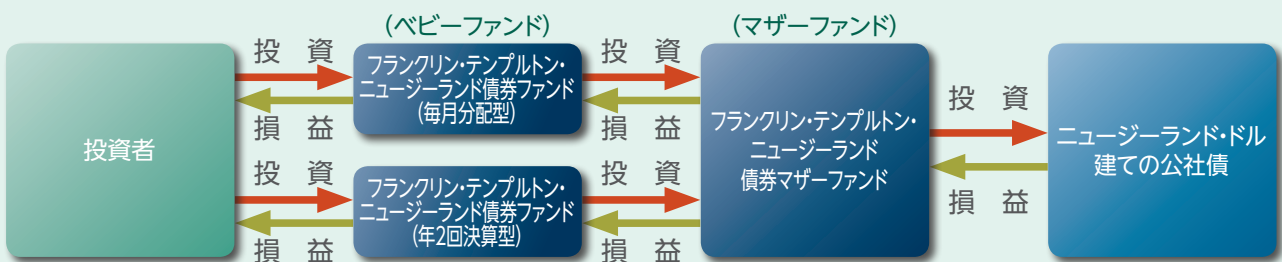 (ベビーファンド)
(マザーファンド)
投資者
投 資
損 益
フランクリン・テンプルトン・
ニュージーランド債券ファンド
(毎月分配型)
投 資
損 益
投 資
損 益
フランクリン・テンプルトン・
ニュージーランド債券ファンド
(年2回決算型)
投 資
損 益
フランクリン・テンプルトン・
ニュージーランド
債券マザーファンド
投 資
損 益
ニュージーランド・ドル
建ての公社債